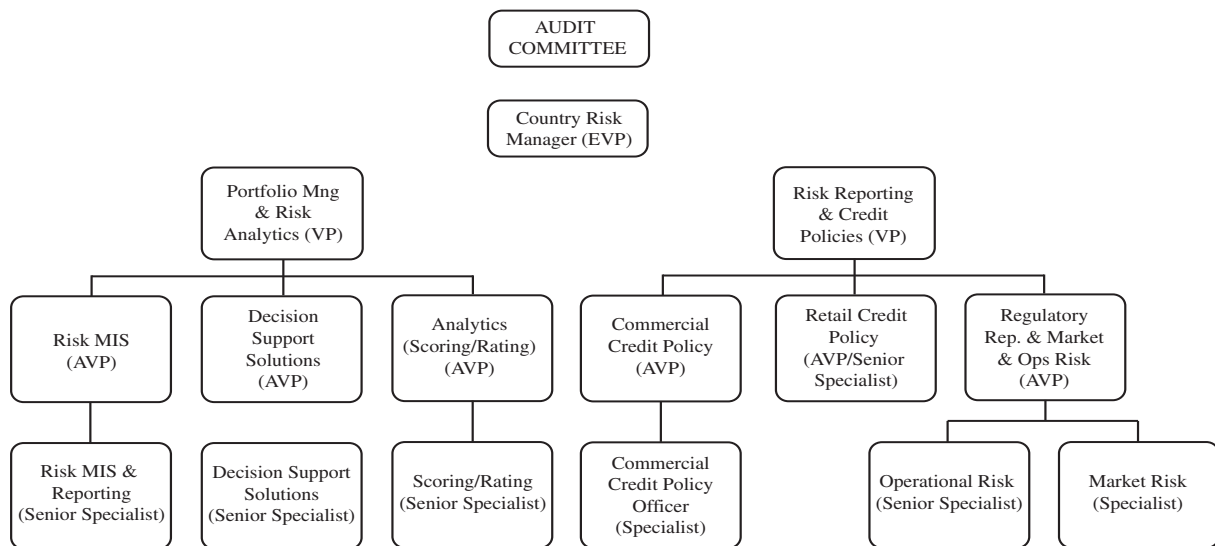 AUDIT
COMMITTEE
Country Risk
Manager (EVP)
Portfolio Mng
& Risk
Analytics (VP)
Risk Reporting
& Credit
Policies (VP)
Risk MIS
(AVP)
Decision
Support
Solutions
(AVP)
Analytics
(Scoring/Rating)
(AVP)
Commercial
Credit Policy
(AVP)
Retail Credit
Policy
(AVP/Senior
Specialist)
Regulatory
Rep. & Market
& Ops Risk
(AVP)
Risk MIS &
Reporting
(Senior Specialist)
Decision Support
Solutions
(Senior Specialist)
Scoring/Rating
(Senior Specialist)
Commercial
Credit Policy
Officer
(Specialist)
Operational Risk
(Senior Specialist)
Market Risk
(Specialist)